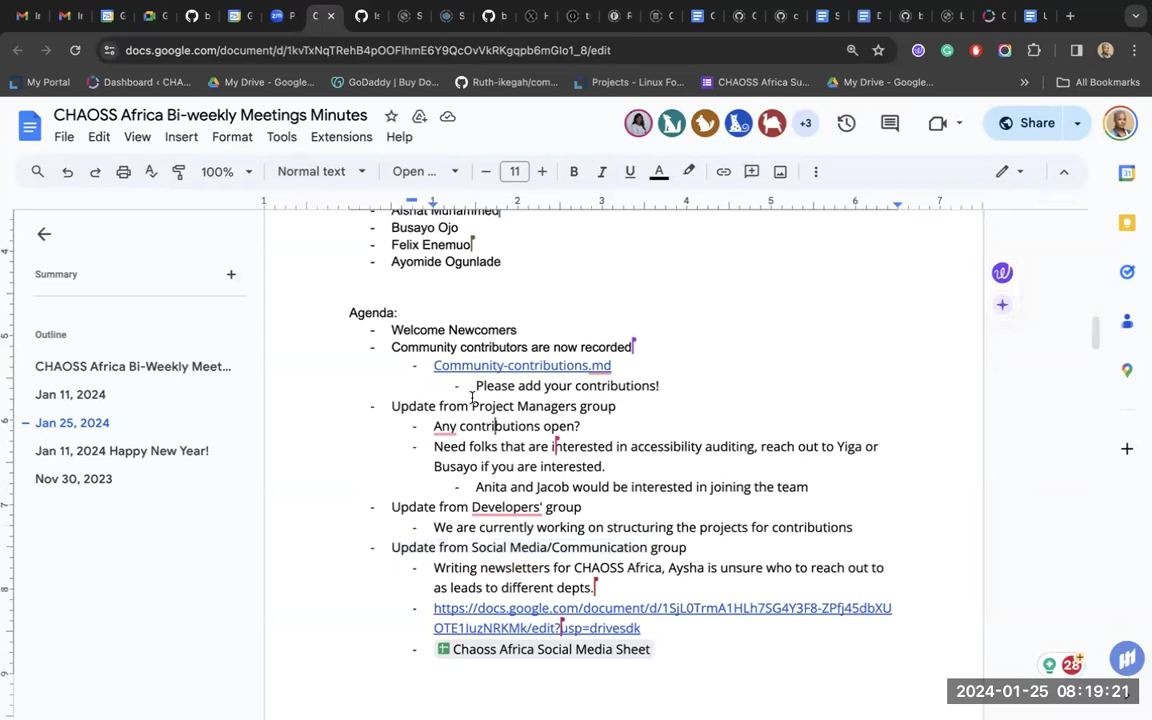 docs.google.com/document/d/1kvTxNqTRehB4pOOFIhmE6Y9QcOvVkRKgqpb6mGlo1_8/edit
My Portal
Dashboard ‹ CHA...
My Drive – Google...
GoDaddy | Buy Do...
Ruth-ikegah/com...
Projects - Linux Fo...
CHAOSS Africa Su...
My Drive – Google...
All Bookmarks
CHAOSS Africa Bi-weekly Meetings Minutes
File Edit View Insert Format Tools Extensions Help
+3
Share
100%
Normal text
Open ...
11
Summary
Outline
CHAOSS Africa Bi-Weekly Meet...
Jan 11, 2024
Jan 25, 2024
Jan 11, 2024 Happy New Year!
Nov 30, 2023
- Aishat Muhammed
- Busayo Ojo
- Felix Enemuo
- Ayomide Ogunlade
Agenda:
- Welcome Newcomers
- Community contributors are now recorded
- Community-contributions.md
- Please add your contributions!
- Update from Project Managers group
- Any contributions open?
- Need folks that are interested in accessibility auditing, reach out to Yiga or
Busayo if you are interested.
- Anita and Jacob would be interested in joining the team
- Update from Developers' group
- We are currently working on structuring the projects for contributions
- Update from Social Media/Communication group
- Writing newsletters for CHAOSS Africa, Aysha is unsure who to reach out to
as leads to different depts.
- https://docs.google.com/document/d/1SjL0TrmA1HLh7SG4Y3F8-ZPfj45dbXU
OTE1IuzNRKMk/edit?usp=drivesdk
- Chaoss Africa Social Media Sheet
28
2024-01-25 08:19:21